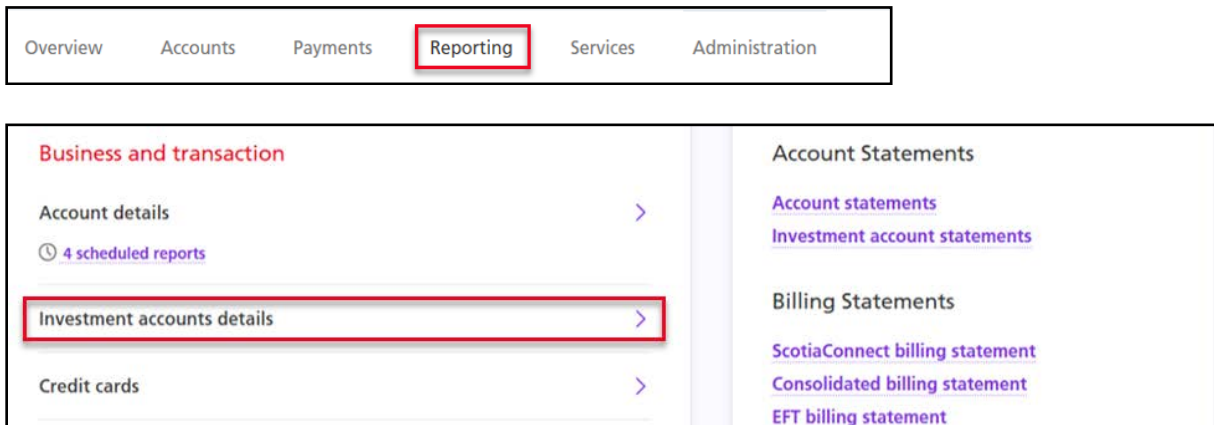 Overview Accounts Payments Reporting Services Administration
Business and transaction
Account details
4 scheduled reports
Investment accounts details
Credit cards
Account Statements
Account statements
Investment account statements
Billing Statements
ScotiaConnect billing statement
Consolidated billing statement
EFT billing statement